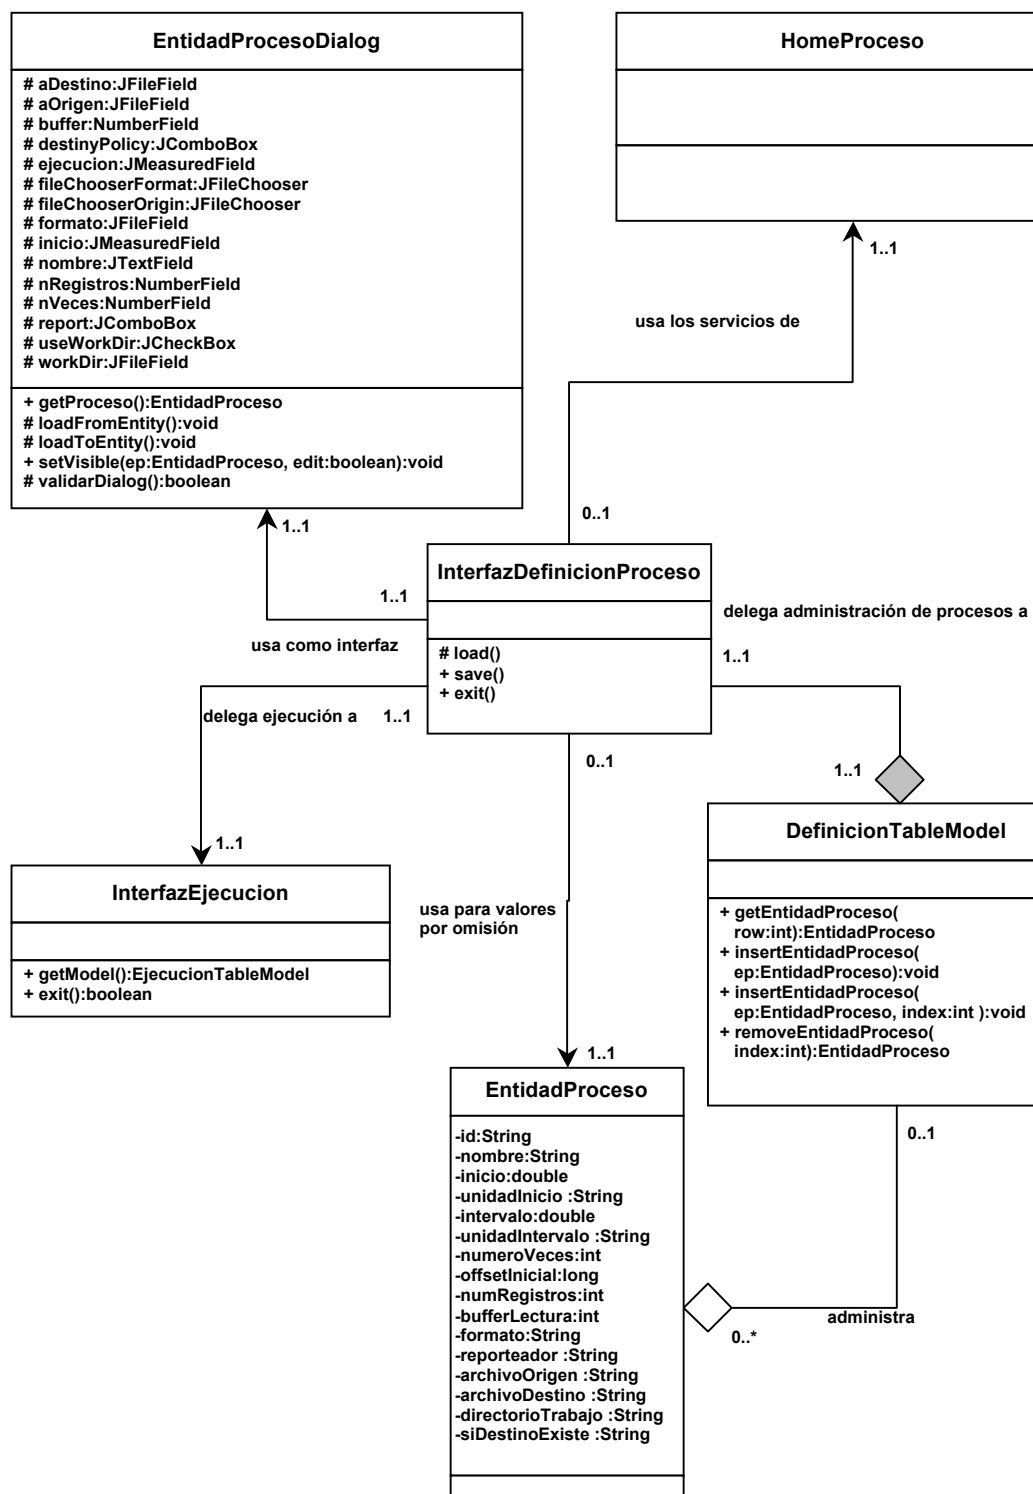 EntidadProcesoDialog
# aDestino:JFileField
# aOrigen:JFileField
# buffer:NumberField
# destinyPolicy:JComboBox
# ejecucion:JMeasuredField
# fileChooserFormat:JFileChooser
# fileChooserOrigin:JFileChooser
# formato:JFileField
# inicio:JMeasuredField
# nombre:JTextField
# nRegistros:NumberField
# nVeces:NumberField
# report:JComboBox
# useWorkDir:JCheckBox
# workDir:JFileField
+ getProceso():EntidadProceso
# loadFromEntity():void
# loadToEntity():void
+ setVisible(ep:EntidadProceso, edit:boolean):void
# validarDialog():boolean
HomeProceso
1..1
usa los servicios de
0..1
1..1
1..1
usa como interfaz
InterfazDefinicionProceso
# load()
+ save()
+ exit()
delega administración de procesos a
1..1
1..1
delega ejecución a
1..1
1..1
0..1
InterfazEjecucion
+ getModel():EjecucionTableModel
+ exit():boolean
usa para valores
por omisión
1..1
DefinicionTableModel
+ getEntidadProceso(
row:int):EntidadProceso
+ insertEntidadProceso(
ep:EntidadProceso):void
+ insertEntidadProceso(
ep:EntidadProceso, index:int ):void
+ removeEntidadProceso(
index:int):EntidadProceso
0..1
administra
0..*
EntidadProceso
-id:String
-nombre:String
-inicio:double
-unidadInicio :String
-intervalo:double
-unidadIntervalo :String
-numeroVeces:int
-offsetInicial:long
-numRegistros:int
-bufferLectura:int
-formato:String
-reporteador :String
-archivoOrigen :String
-archivoDestino :String
-directorioTrabajo :String
-siDestinoExiste :String